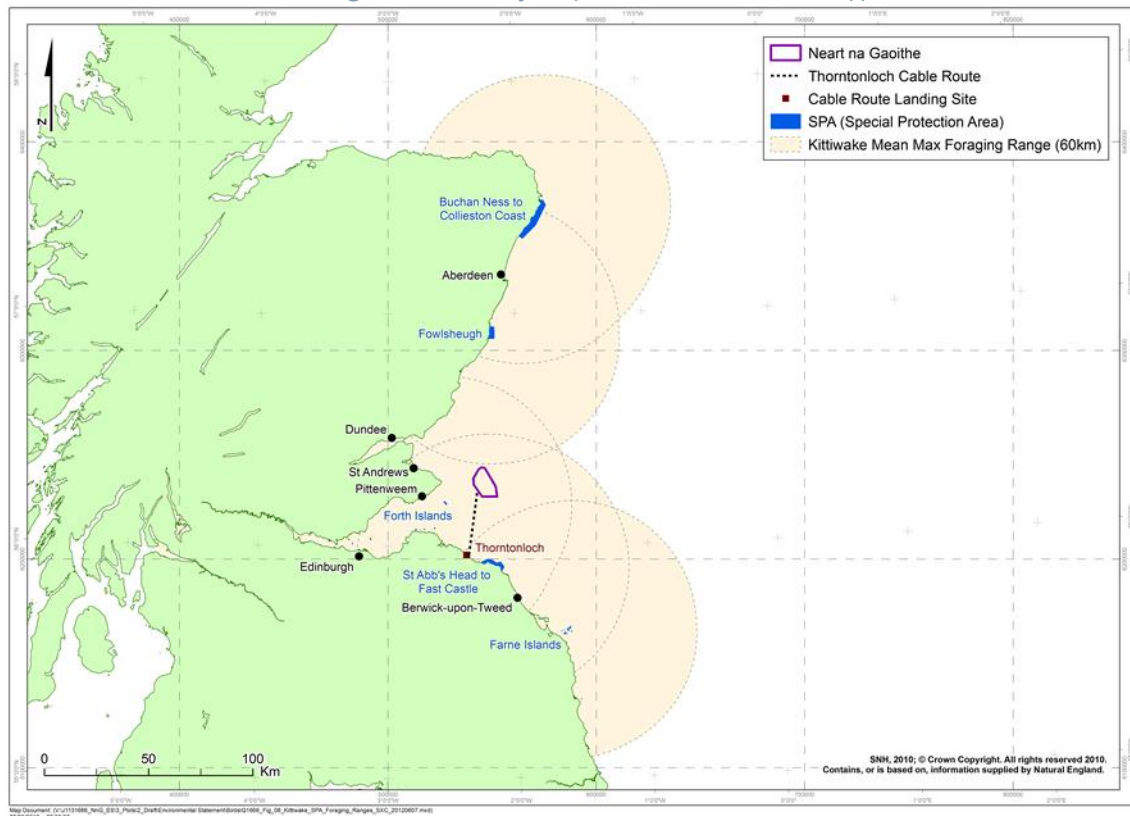 Neart na Gaoithe
Thorntonloch Cable Route
Cable Route Landing Site
SPA (Special Protection Area)
Kittiwake Mean Max Foraging Range (60km)
N
Buchan Ness to
Collieston Coast
Aberdeen
Fowlsheugh
Dundee
St Andrews
Pittenweem
Forth Islands
Thorntonloch
Edinburgh
St Abb's Head to
Fast Castle
Berwick-upon-Tweed
Farne Islands
0 50 100
Km
SNH, 2010; © Crown Copyright. All rights reserved 2010.
Contains, or is based on, information supplied by Natural England.